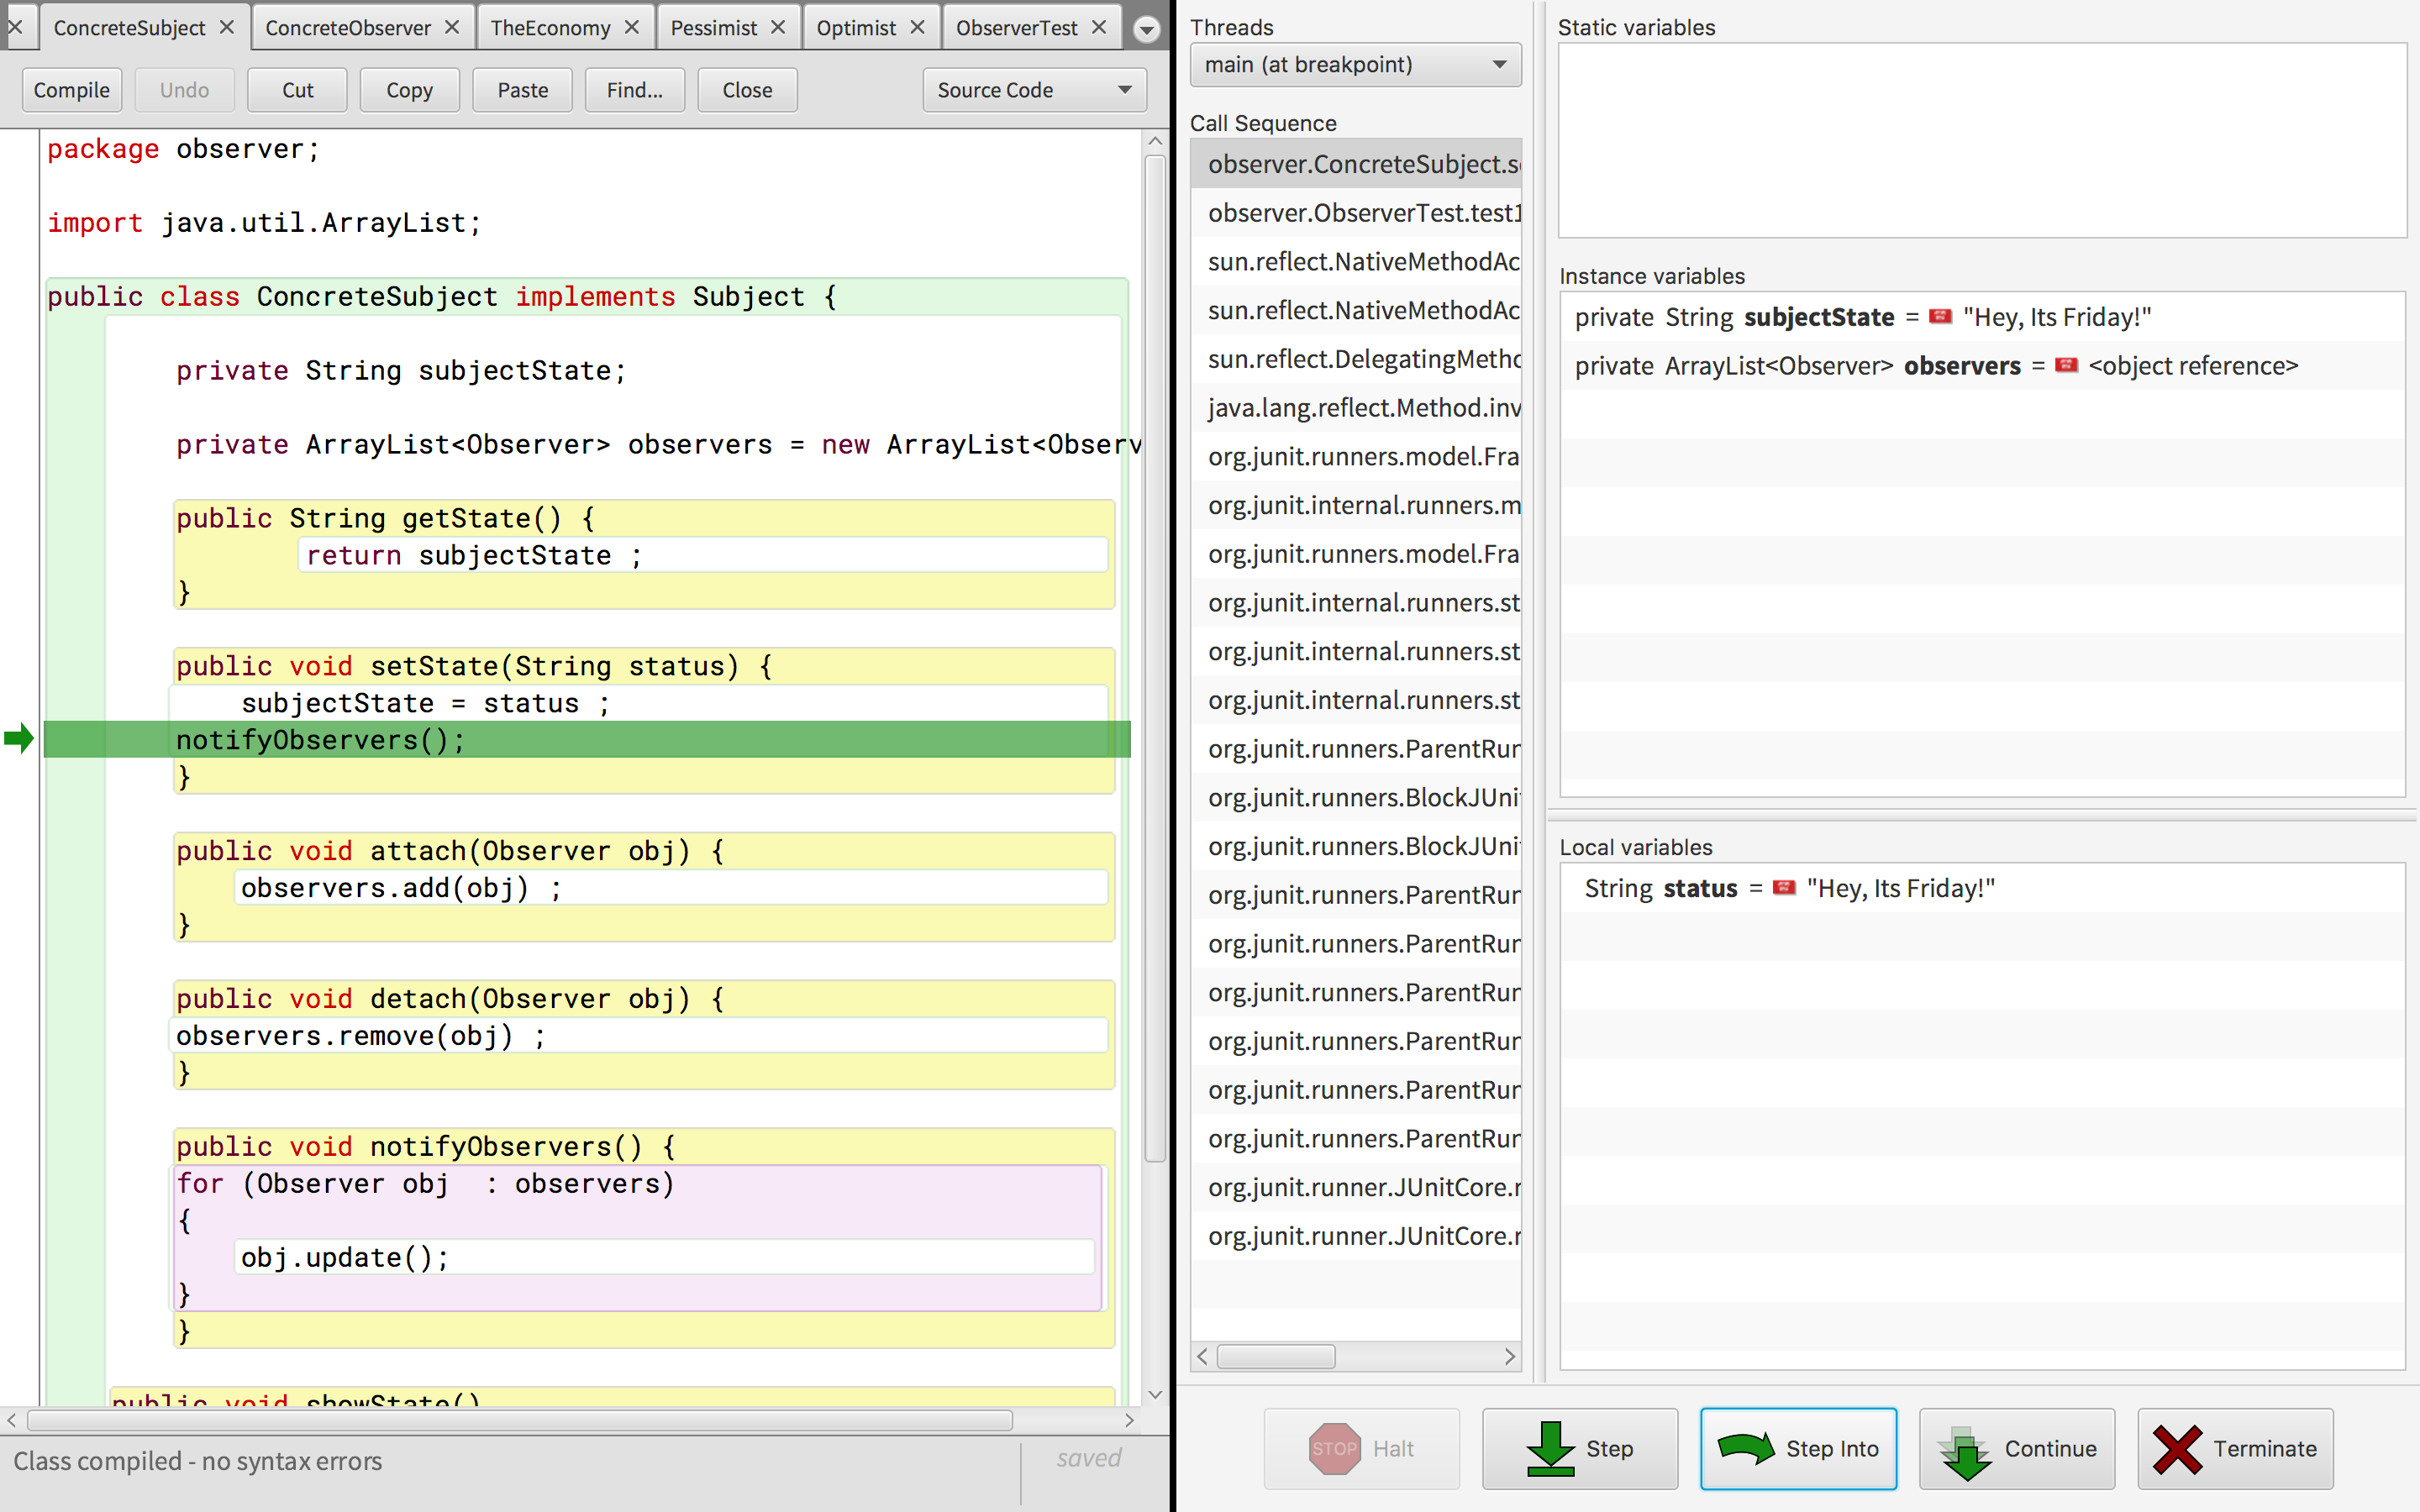 ConcreteSubject ConcreteObserver TheEconomy Pessimist Optimist ObserverTest
Compile Undo Cut Copy Paste Find... Close Source Code
package observer;
import java.util.ArrayList;
public class ConcreteSubject implements Subject {
private String subjectState;
private ArrayList<Observer> observers = new ArrayList<Observ
public String getState() {
return subjectState ;
}
public void setState(String status) {
subjectState = status ;
notifyObservers();
}
public void attach(Observer obj) {
observers.add(obj) ;
}
public void detach(Observer obj) {
observers.remove(obj) ;
}
public void notifyObservers() {
for (Observer obj  : observers)
{
obj.update();
}
}
public void showState()
Class compiled - no syntax errors
saved
Threads
main (at breakpoint)
Call Sequence
observer.ConcreteSubject.s
observer.ObserverTest.test1
sun.reflect.NativeMethodAc
sun.reflect.NativeMethodAc
sun.reflect.DelegatingMetho
java.lang.reflect.Method.inv
org.junit.runners.model.Fra
org.junit.internal.runners.m
org.junit.runners.model.Fra
org.junit.internal.runners.st
org.junit.internal.runners.st
org.junit.internal.runners.st
org.junit.runners.ParentRun
org.junit.runners.BlockJUni
org.junit.runners.BlockJUni
org.junit.runners.ParentRun
org.junit.runners.ParentRun
org.junit.runners.ParentRun
org.junit.runners.ParentRun
org.junit.runners.ParentRun
org.junit.runners.ParentRun
org.junit.runner.JUnitCore.r
org.junit.runner.JUnitCore.r
Static variables
Instance variables
private String subjectState = "Hey, Its Friday!"
private ArrayList<Observer> observers = <object reference>
Local variables
String status = "Hey, Its Friday!"
STOP Halt
Step
Step Into
Continue
Terminate